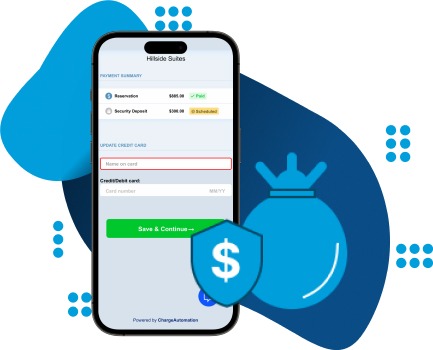 Hillside Suites
PAYMENT SUMMARY
Reservation $885.00 ✓ Paid
Security Deposit $300.00 Scheduled
UPDATE CREDIT CARD
Name on card
Credit/Debit card:
Card number MM/YY
Save & Continue→
$
Powered by ChargeAutomation